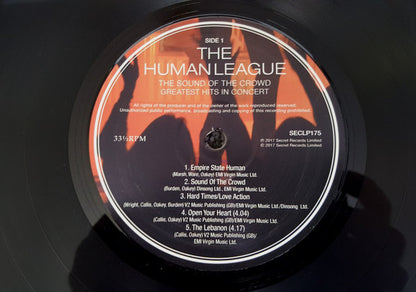 SIDE 1
THE
HUMAN LEAGUE
THE SOUND OF THE CROWD
GREATEST HITS IN CONCERT
All rights of the producer and of the owner of the work reproduced reserved.
Unauthorized public performance, broadcasting and copying of this recording prohibited.
33⅓RPM
SECLP175
℗ 2017 Secret Records Limited
© 2017 Secret Records Limited
1. Empire State Human
(Marsh, Ware, Oakey) EMI Virgin Music Ltd.
2. Sound Of The Crowd
(Burden, Oakey) Dinsong Ltd., EMI Virgin Music Ltd.
3. Hard Times/Love Action
(Wright, Callis, Oakey, Burden) V2 Music Publishing (GB)/EMI Virgin Music Ltd./Dinsong Ltd.
4. Open Your Heart (4.04)
(Callis, Oakey) V2 Music Publishing (GB)/
EMI Virgin Music Ltd.
5. The Lebanon (4.17)
(Callis, Oakey) V2 Music Publishing (GB)/
EMI Virgin Music Ltd.